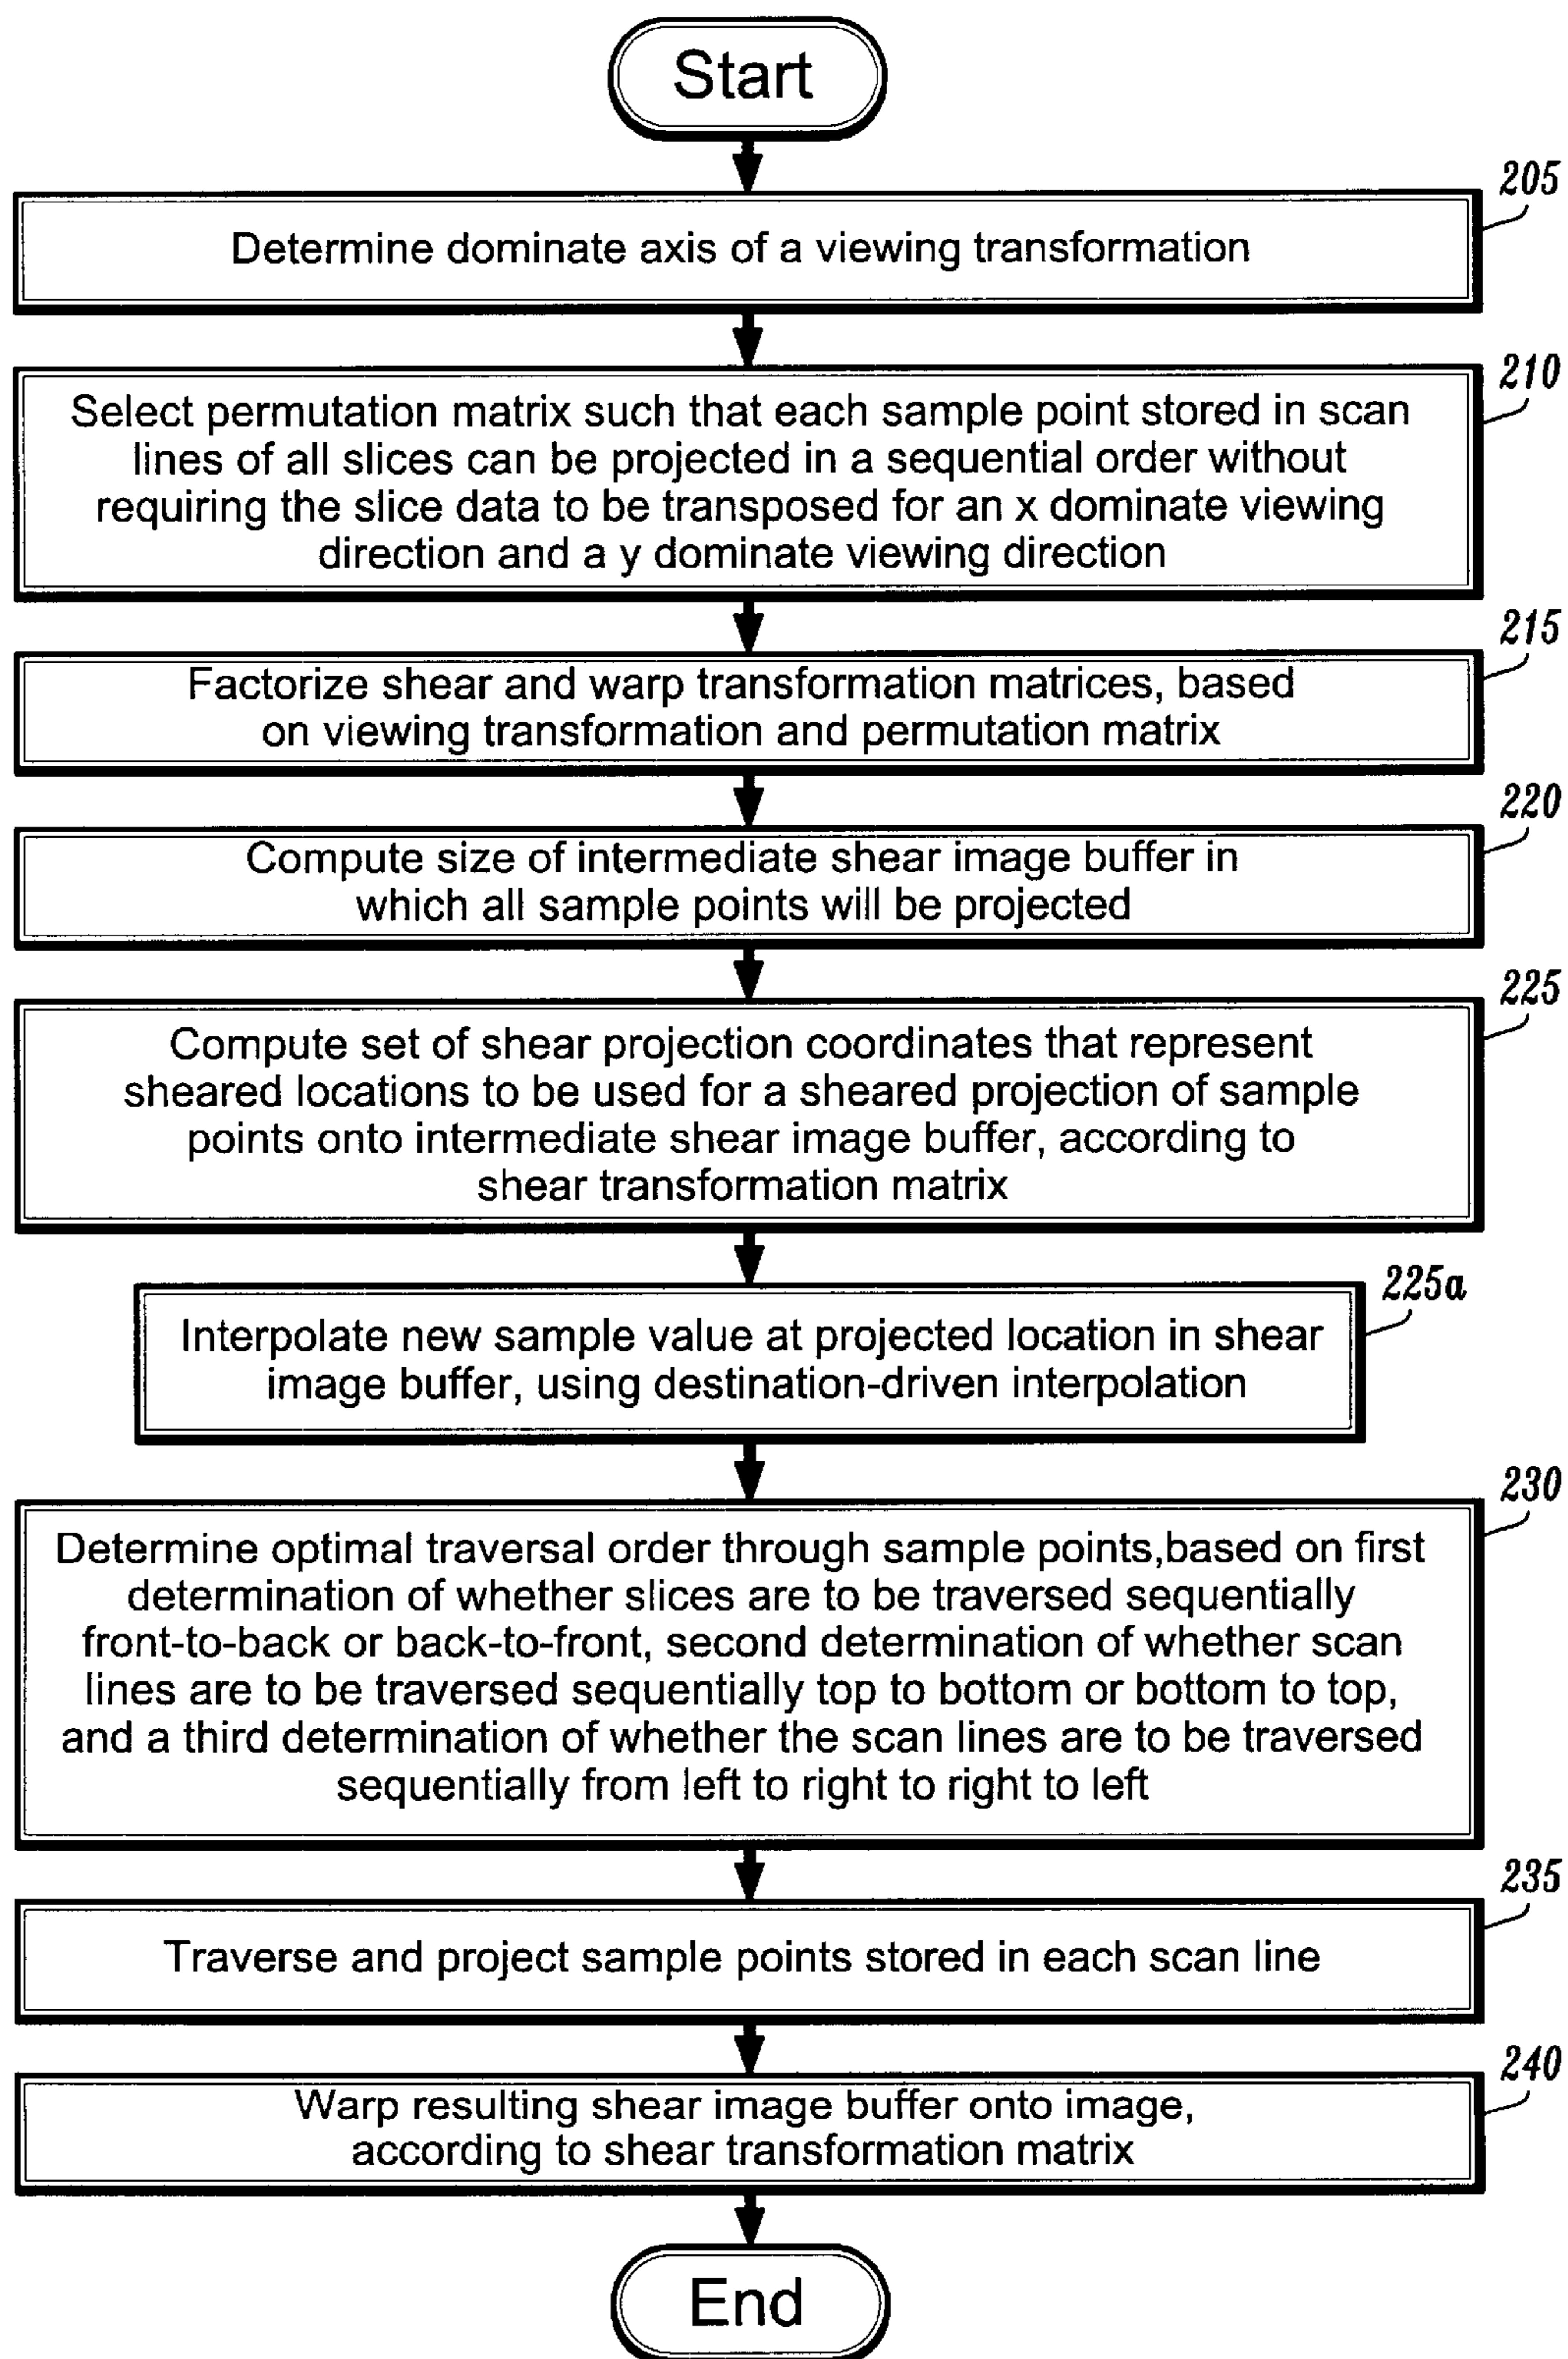 Start
205
Determine dominate axis of a viewing transformation
210
Select permutation matrix such that each sample point stored in scan
lines of all slices can be projected in a sequential order without
requiring the slice data to be transposed for an x dominate viewing
direction and a y dominate viewing direction
215
Factorize shear and warp transformation matrices, based
on viewing transformation and permutation matrix
220
Compute size of intermediate shear image buffer in
which all sample points will be projected
225
Compute set of shear projection coordinates that represent
sheared locations to be used for a sheared projection of sample
points onto intermediate shear image buffer, according to
shear transformation matrix
225a
Interpolate new sample value at projected location in shear
image buffer, using destination-driven interpolation
230
Determine optimal traversal order through sample points,based on first
determination of whether slices are to be traversed sequentially
front-to-back or back-to-front, second determination of whether scan
lines are to be traversed sequentially top to bottom or bottom to top,
and a third determination of whether the scan lines are to be traversed
sequentially from left to right to right to left
235
Traverse and project sample points stored in each scan line
240
Warp resulting shear image buffer onto image,
according to shear transformation matrix
End